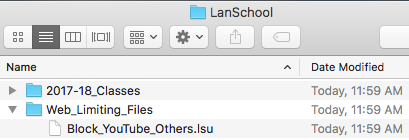 LanSchool
Name Date Modified
2017-18_Classes Today, 11:59 AM
Web_Limiting_Files Today, 11:59 AM
Block_YouTube_Others.lsu Today, 11:59 AM